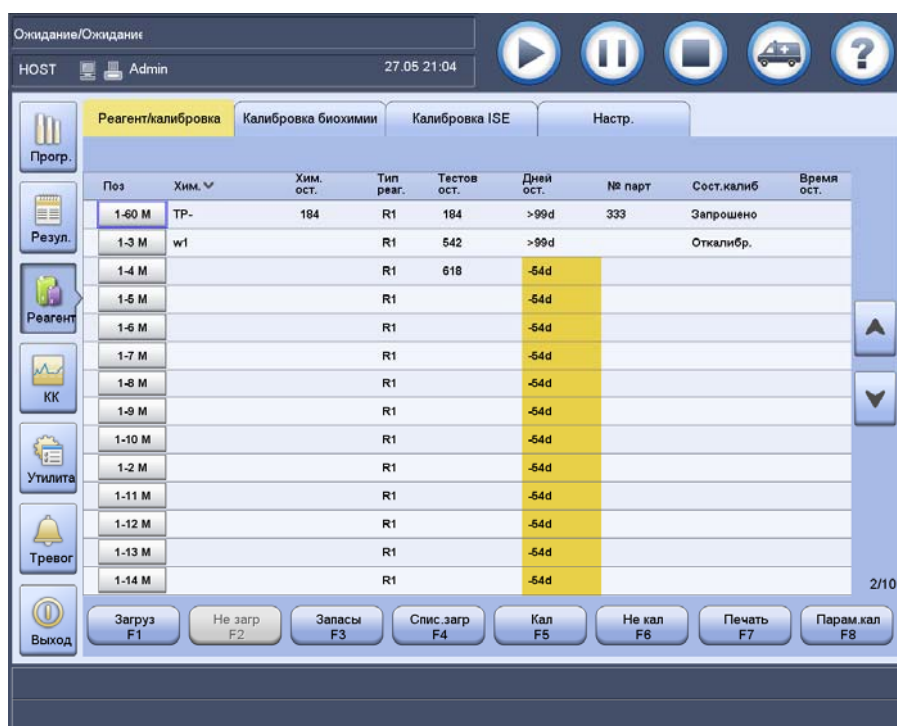 Ожидание/Ожидание
HOST Admin 27.05 21:04
?
Реагент/калибровка Калибровка биохимии Калибровка ISE Настр.
Прогр.
Резул.
Реагент
КК
Утилита
Тревог
Выход
Поз Хим. Хим. ост. Тип реаг. Тестов ост. Дней ост. № парт Сост.калиб Время ост.
1-60 M TP- 184 R1 184 >99d 333 Запрошено
1-3 M w1 R1 542 >99d Откалибр.
1-4 M R1 618 -54d
1-5 M R1 -54d
1-6 M R1 -54d
1-7 M R1 -54d
1-8 M R1 -54d
1-9 M R1 -54d
1-10 M R1 -54d
1-2 M R1 -54d
1-11 M R1 -54d
1-12 M R1 -54d
1-13 M R1 -54d
1-14 M R1 -54d
2/10
Загруз F1 Не загр F2 Запасы F3 Спис.загр F4 Кал F5 Не кал F6 Печать F7 Парам.кал F8